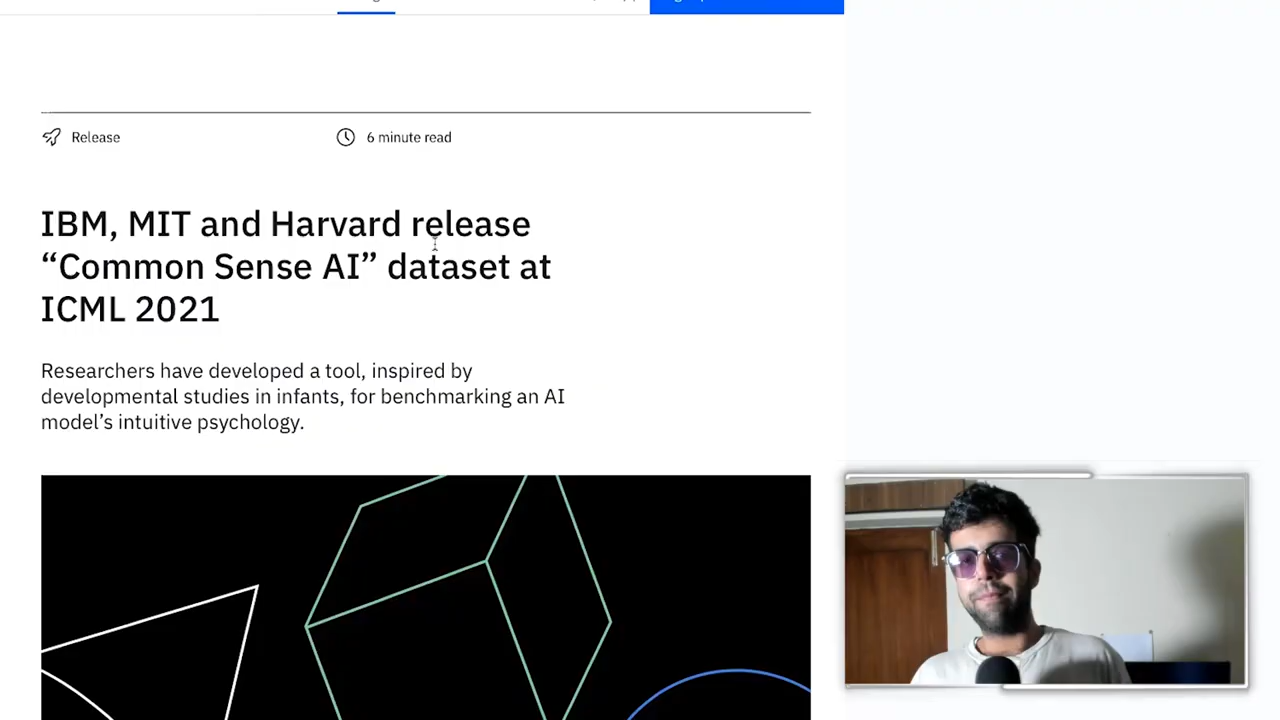 Release
6 minute read
IBM, MIT and Harvard release
“Common Sense AI” dataset at
ICML 2021
Researchers have developed a tool, inspired by
developmental studies in infants, for benchmarking an AI
model’s intuitive psychology.